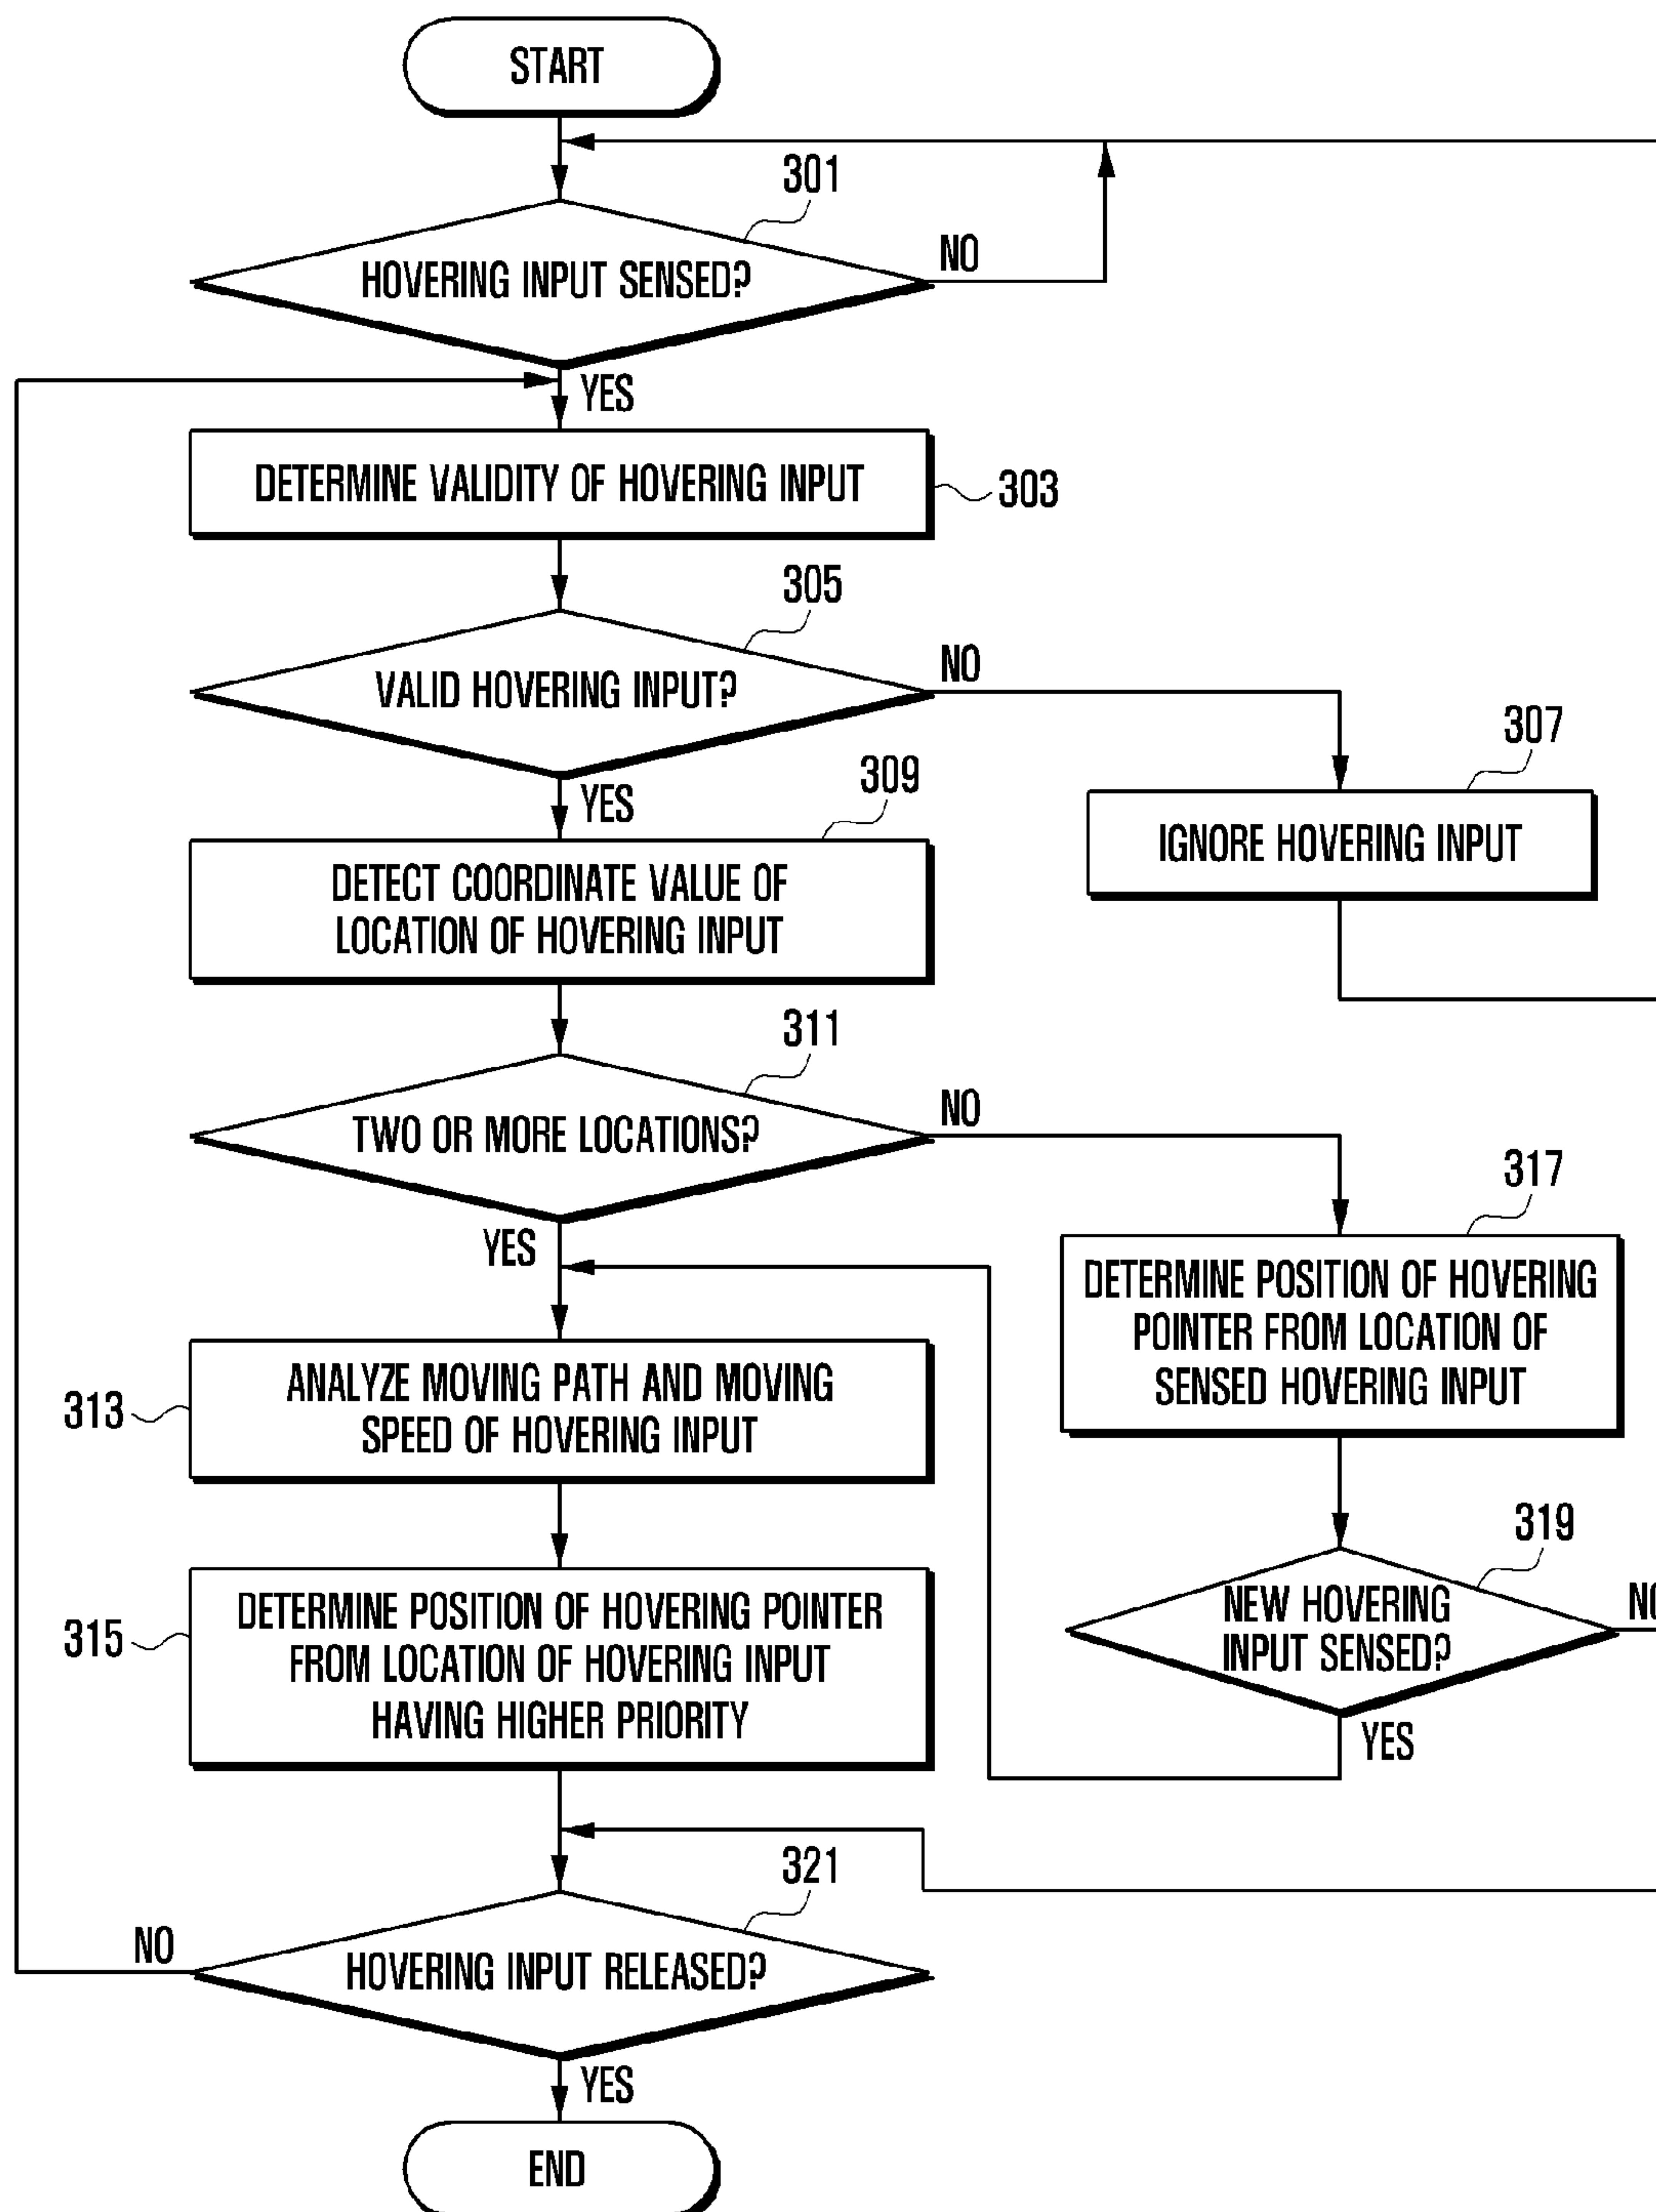 START
301
HOVERING INPUT SENSED?
NO
YES
DETERMINE VALIDITY OF HOVERING INPUT
303
305
VALID HOVERING INPUT?
NO
307
IGNORE HOVERING INPUT
YES
309
DETECT COORDINATE VALUE OF
LOCATION OF HOVERING INPUT
311
TWO OR MORE LOCATIONS?
NO
YES
317
DETERMINE POSITION OF HOVERING
POINTER FROM LOCATION OF
SENSED HOVERING INPUT
313
ANALYZE MOVING PATH AND MOVING
SPEED OF HOVERING INPUT
319
NEW HOVERING
INPUT SENSED?
NO
YES
315
DETERMINE POSITION OF HOVERING POINTER
FROM LOCATION OF HOVERING INPUT
HAVING HIGHER PRIORITY
321
HOVERING INPUT RELEASED?
NO
YES
END